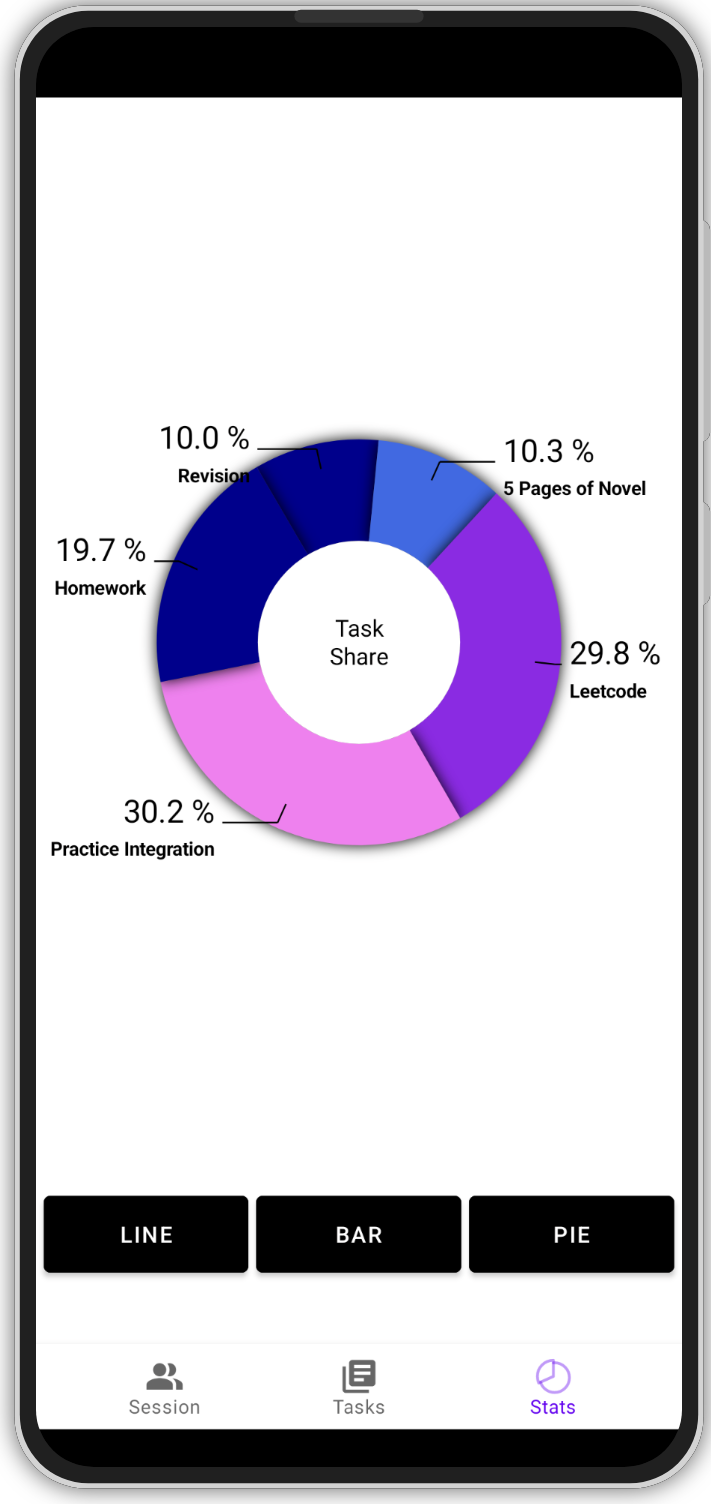 10.0 %
Revision
10.3 %
5 Pages of Novel
19.7 %
Homework
Task
Share
29.8 %
Leetcode
30.2 %
Practice Integration
LINE
BAR
PIE
Session
Tasks
Stats